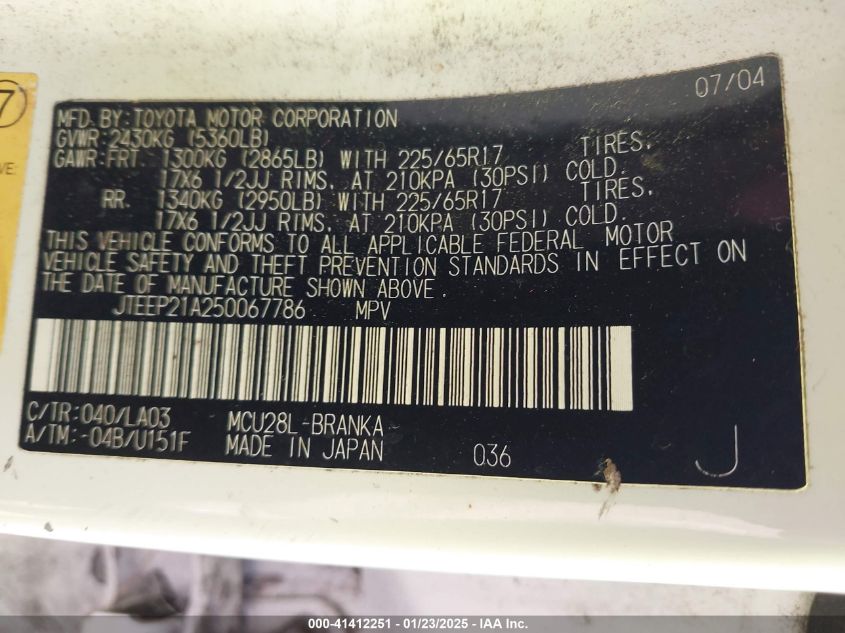 07/04
7
VE:
MFD BY: TOYOTA MOTOR CORPORATION
GVWR: 2430KG (5360LB)
GAWR: FRT. 1300KG (2865LB) WITH 225/65R17 TIRES,
17X6 1/2JJ RIMS, AT 210KPA (30PSI) COLD.
RR. 1340KG (2950LB) WITH 225/65R17 TIRES,
17X6 1/2JJ RIMS, AT 210KPA (30PSI) COLD.
THIS VEHICLE CONFORMS TO ALL APPLICABLE FEDERAL MOTOR
VEHICLE SAFETY AND THEFT PREVENTION STANDARDS IN EFFECT ON
THE DATE OF MANUFACTURE SHOWN ABOVE.
JTEEP21A250067786 MPV
C/TR: 040/LA03 MCU28L-BRANKA
A/TM: -04B/U151F MADE IN JAPAN 036 J
000-41412251 - 01/23/2025 - IAA Inc.